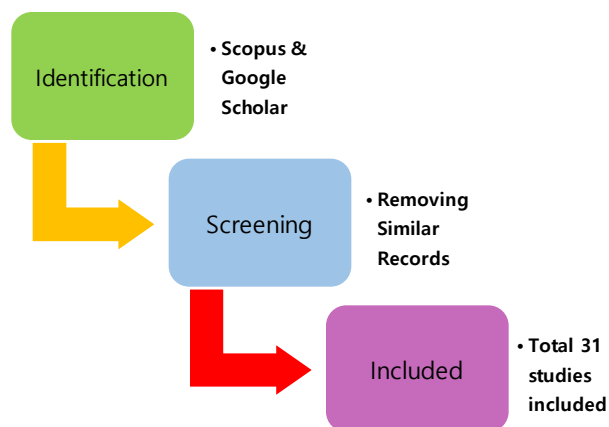 Identification
• Scopus &
Google
Scholar
Screening
• Removing
Similar
Records
Included
• Total 31
studies
included